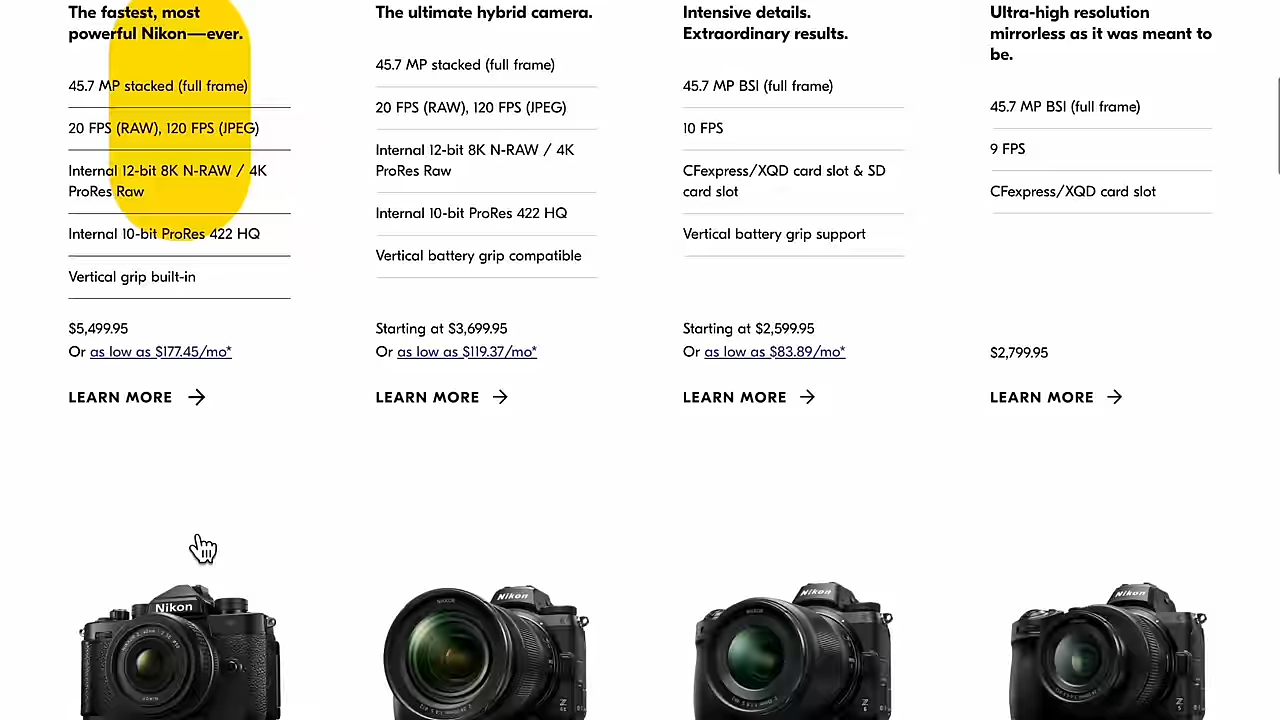 The fastest, most
powerful Nikon—ever.
45.7 MP stacked (full frame)
20 FPS (RAW), 120 FPS (JPEG)
Internal 12-bit 8K N-RAW / 4K
ProRes Raw
Internal 10-bit ProRes 422 HQ
Vertical grip built-in
$5,499.95
Or as low as $177.45/mo*
LEARN MORE
The ultimate hybrid camera.
45.7 MP stacked (full frame)
20 FPS (RAW), 120 FPS (JPEG)
Internal 12-bit 8K N-RAW / 4K
ProRes Raw
Internal 10-bit ProRes 422 HQ
Vertical battery grip compatible
Starting at $3,699.95
Or as low as $119.37/mo*
LEARN MORE
Intensive details.
Extraordinary results.
45.7 MP BSI (full frame)
10 FPS
CFexpress/XQD card slot & SD
card slot
Vertical battery grip support
Starting at $2,599.95
Or as low as $83.89/mo*
LEARN MORE
Ultra-high resolution
mirrorless as it was meant to
be.
45.7 MP BSI (full frame)
9 FPS
CFexpress/XQD card slot
$2,799.95
LEARN MORE
Nikon
Nikon
Nikon
Nikon